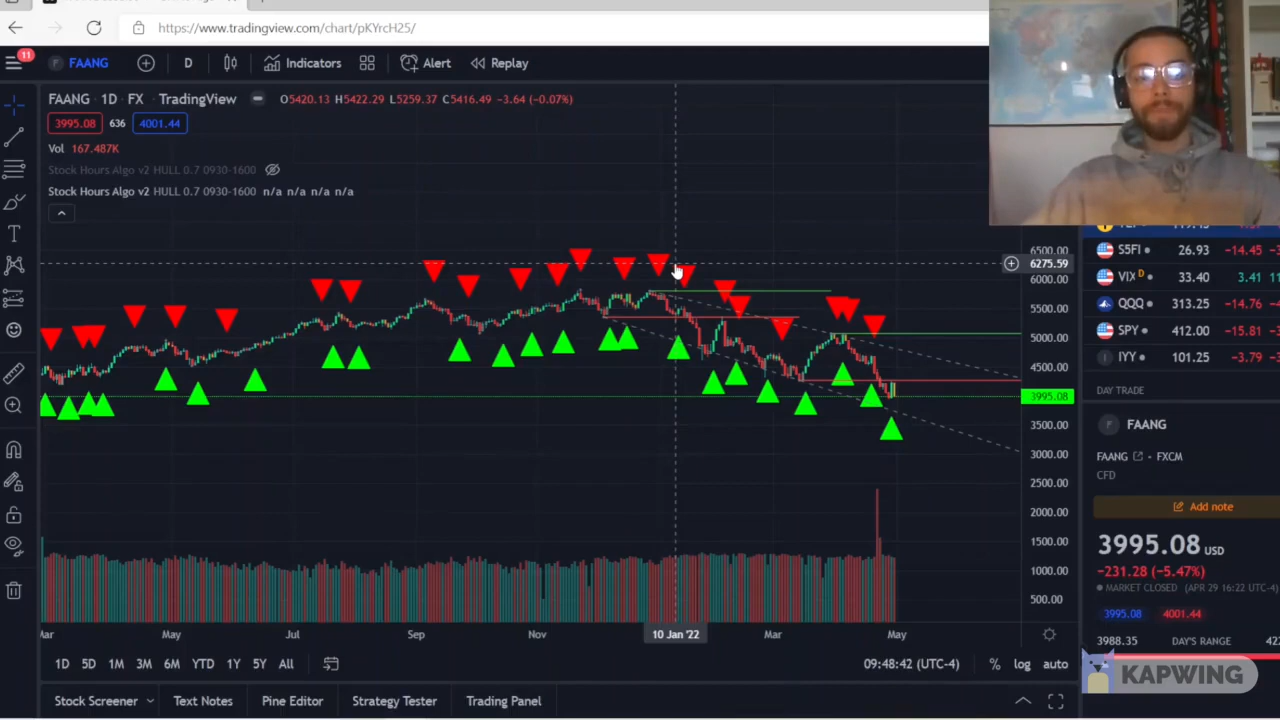 https://www.tradingview.com/chart/pKYrcH25/
11
FAANG
D
Indicators
Alert
Replay
FAANG 1D FX TradingView
O5420.13 H5422.29 L5259.37 C5416.49 -3.64 (-0.07%)
3995.08 636 4001.44
Vol 167.487K
Stock Hours Algo v2 HULL 0.7 0930-1600
Stock Hours Algo v2 HULL 0.7 0930-1600 n/a n/a n/a n/a
6500.00
6275.59
6000.00
5500.00
5000.00
4500.00
3995.08
3500.00
3000.00
2500.00
2000.00
1500.00
1000.00
500.00
S5FI 26.93 -14.45
VIX D 33.40 3.41
QQQ 313.25 -14.76
SPY 412.00 -15.81
IYY 101.25 -3.79
DAY TRADE
F FAANG
FAANG - FXCM
CFD
Add note
3995.08 USD
-231.28 (-5.47%)
MARKET CLOSED (APR 29 16:22 UTC-4)
3995.08 4001.44
3988.35 DAY'S RANGE
May Jul Sep Nov 10 Jan '22 Mar May
1D 5D 1M 3M 6M YTD 1Y 5Y All
09:48:42 (UTC-4) % log auto
Stock Screener Text Notes Pine Editor Strategy Tester Trading Panel
KAPWING